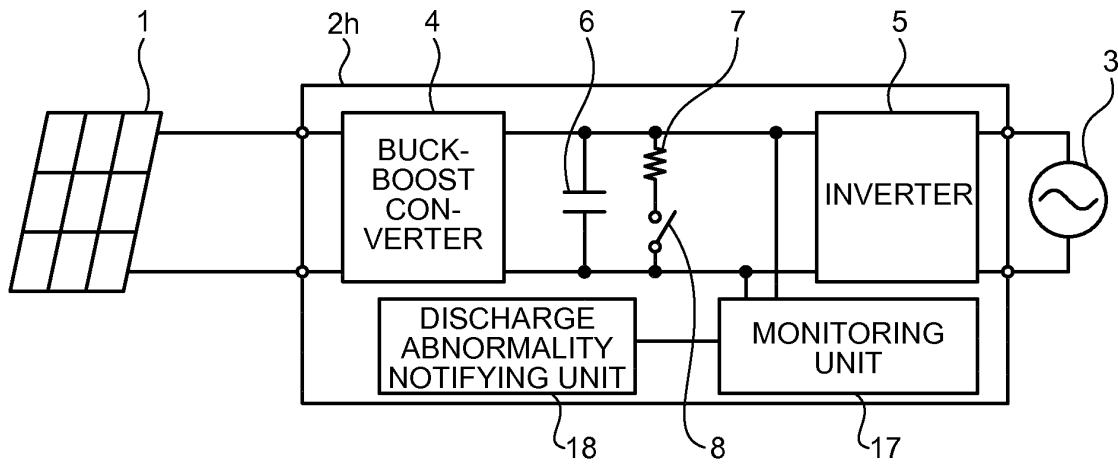 1
2h
4
6
7
5
3
BUCK-
BOOST
CON-
VERTER
INVERTER
DISCHARGE
ABNORMALITY
NOTIFYING UNIT
MONITORING
UNIT
18
8
17